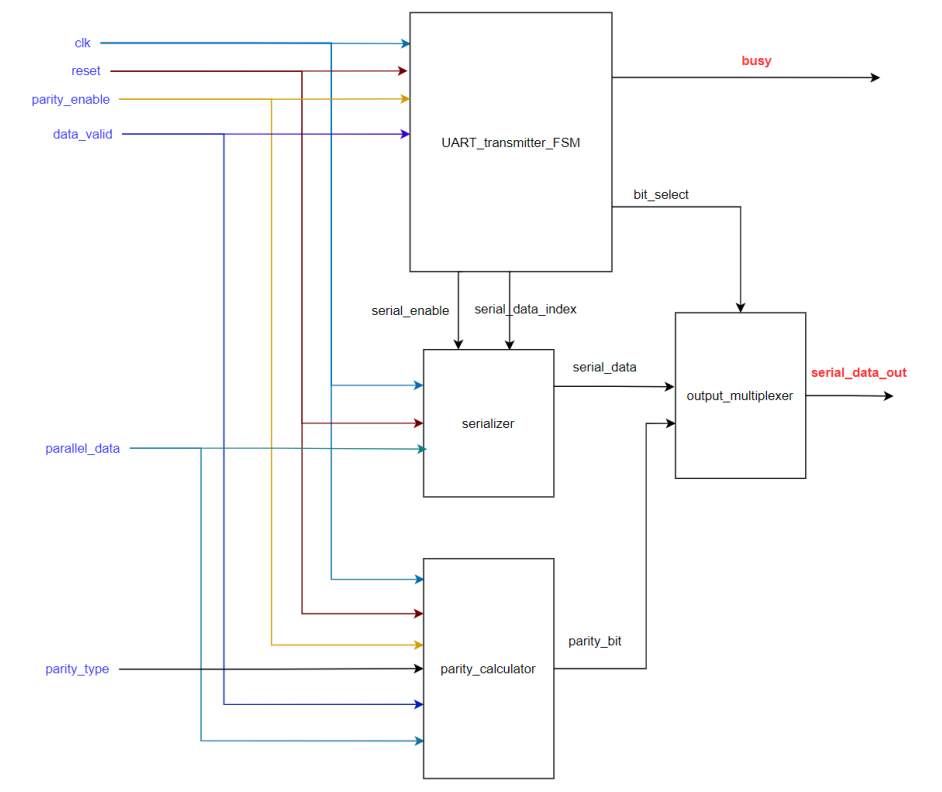 clk
reset
parity_enable
data_valid
UART_transmitter_FSM
busy
bit_select
serial_enable
serial_data_index
serial_data
serial_data_out
output_multiplexer
serializer
parallel_data
parity_bit
parity_type
parity_calculator